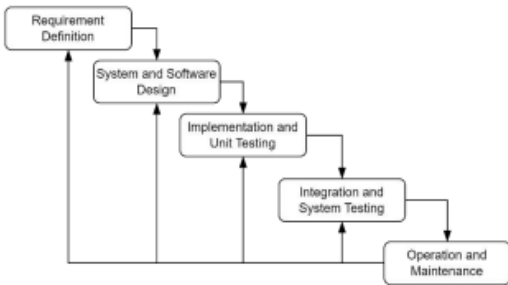 Requirement
Definition
System and Software
Design
Implementation and
Unit Testing
Integration and
System Testing
Operation and
Maintenance